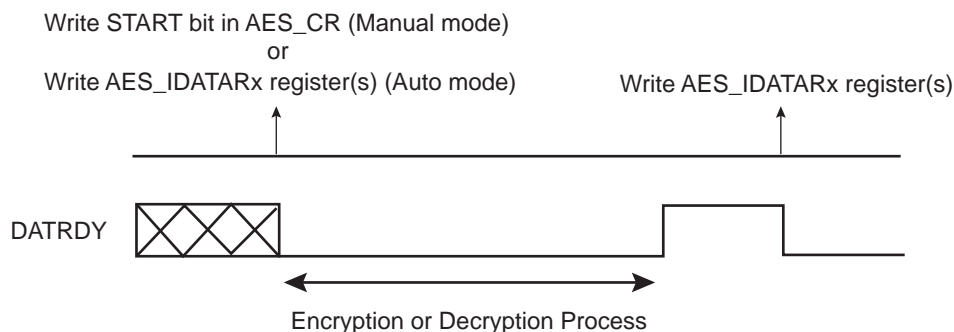 Write START bit in AES_CR (Manual mode)
or
Write AES_IDATARx register(s) (Auto mode)
Write AES_IDATARx register(s)
DATRDY
Encryption or Decryption Process